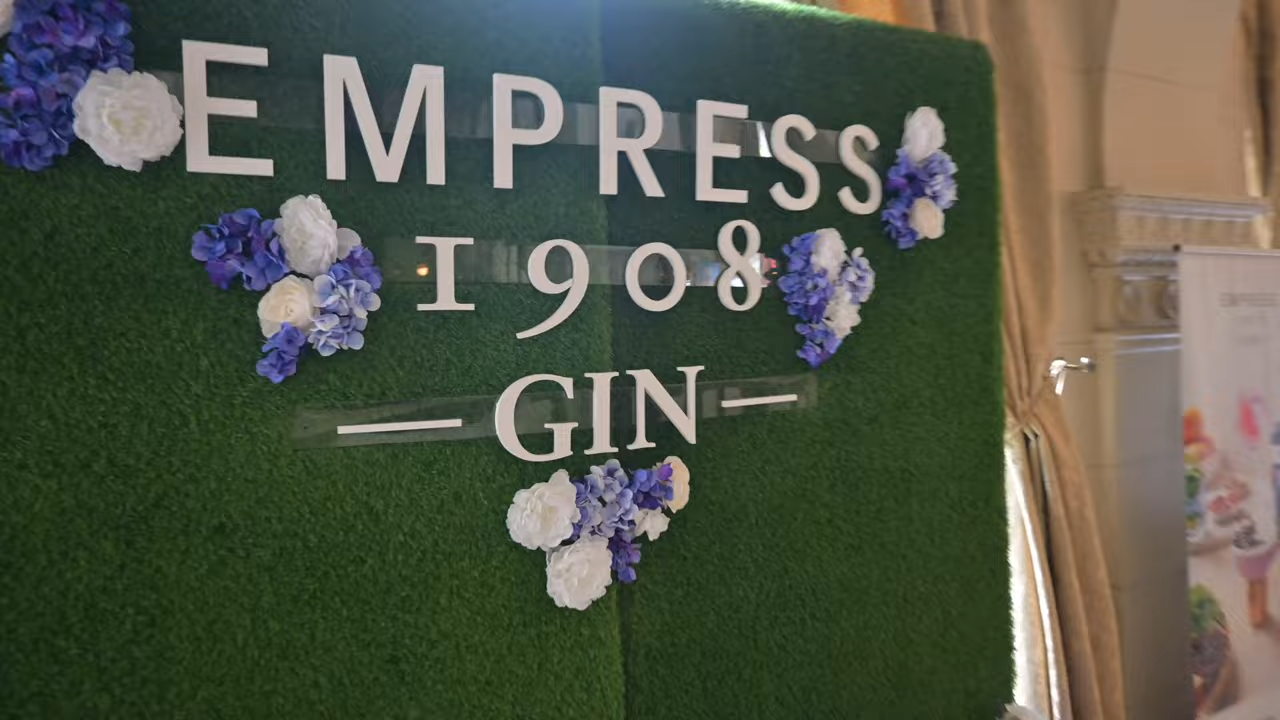 EMPRESS
1908
— GIN —